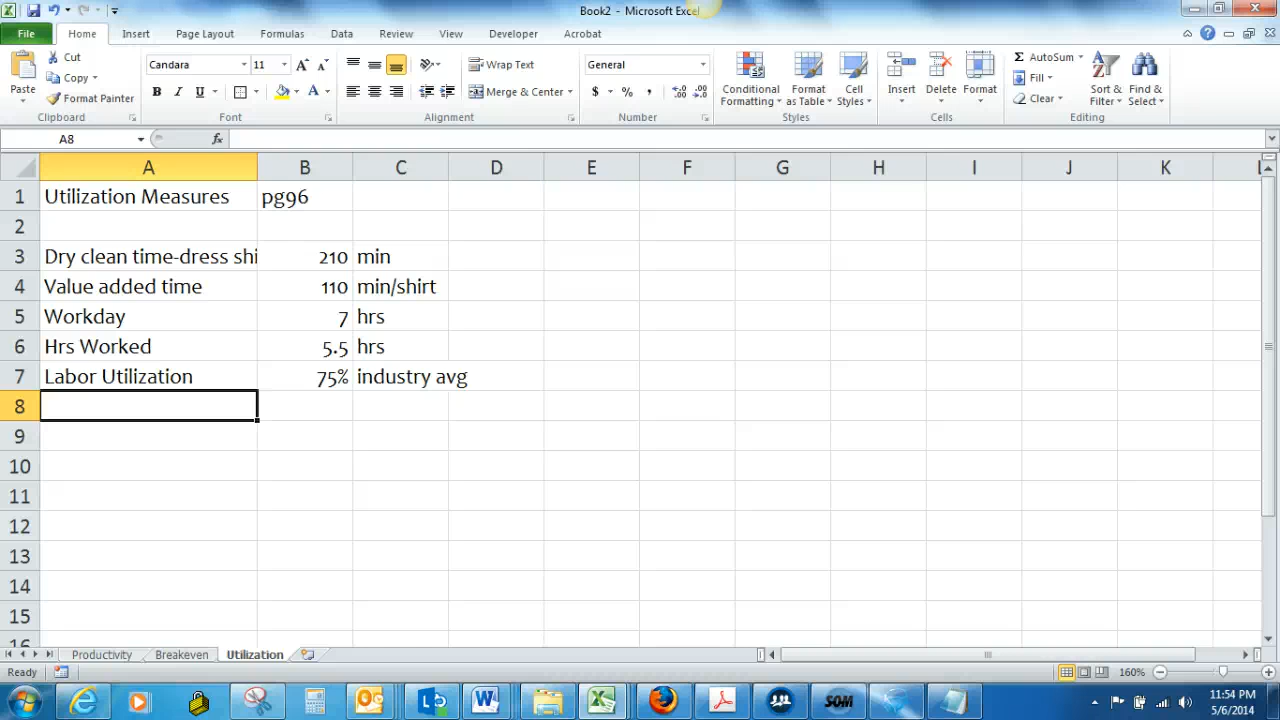 Book2 - Microsoft Excel
File Home Insert Page Layout Formulas Data Review View Developer Acrobat
Paste
Cut
Copy
Format Painter
Clipboard
Candara 11
B I U
Font
Wrap Text
Merge & Center
Alignment
General
$ % ,
Number
Conditional Formatting
Format as Table
Cell Styles
Styles
Insert Delete Format
Cells
AutoSum
Fill
Clear
Sort & Filter
Find & Select
Editing
A8 fx
A B C D E F G H I J K
1 Utilization Measures pg96
2
3 Dry clean time-dress shi 210 min
4 Value added time 110 min/shirt
5 Workday 7 hrs
6 Hrs Worked 5.5 hrs
7 Labor Utilization 75% industry avg
8
9
10
11
12
13
14
15
16
Productivity Breakeven Utilization
Ready 160%
SOM
11:54 PM
5/6/2014